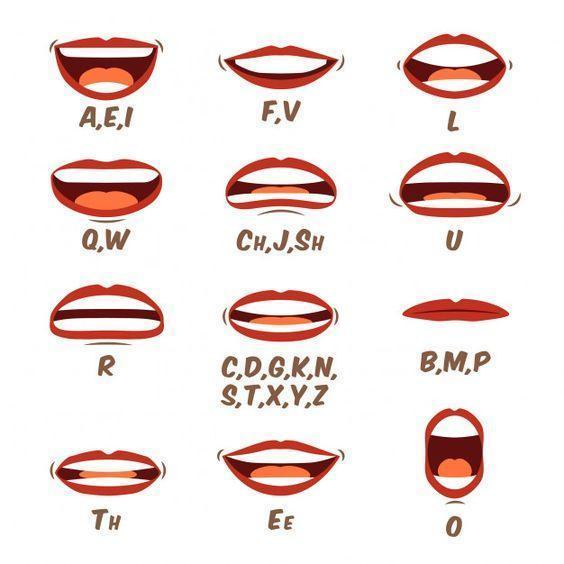 A,E,I
F,V
L
Q,W
Ch,J,Sh
U
R
C,D,G,K,N,
S,T,X,Y,Z
B,M,P
Th
Ee
O